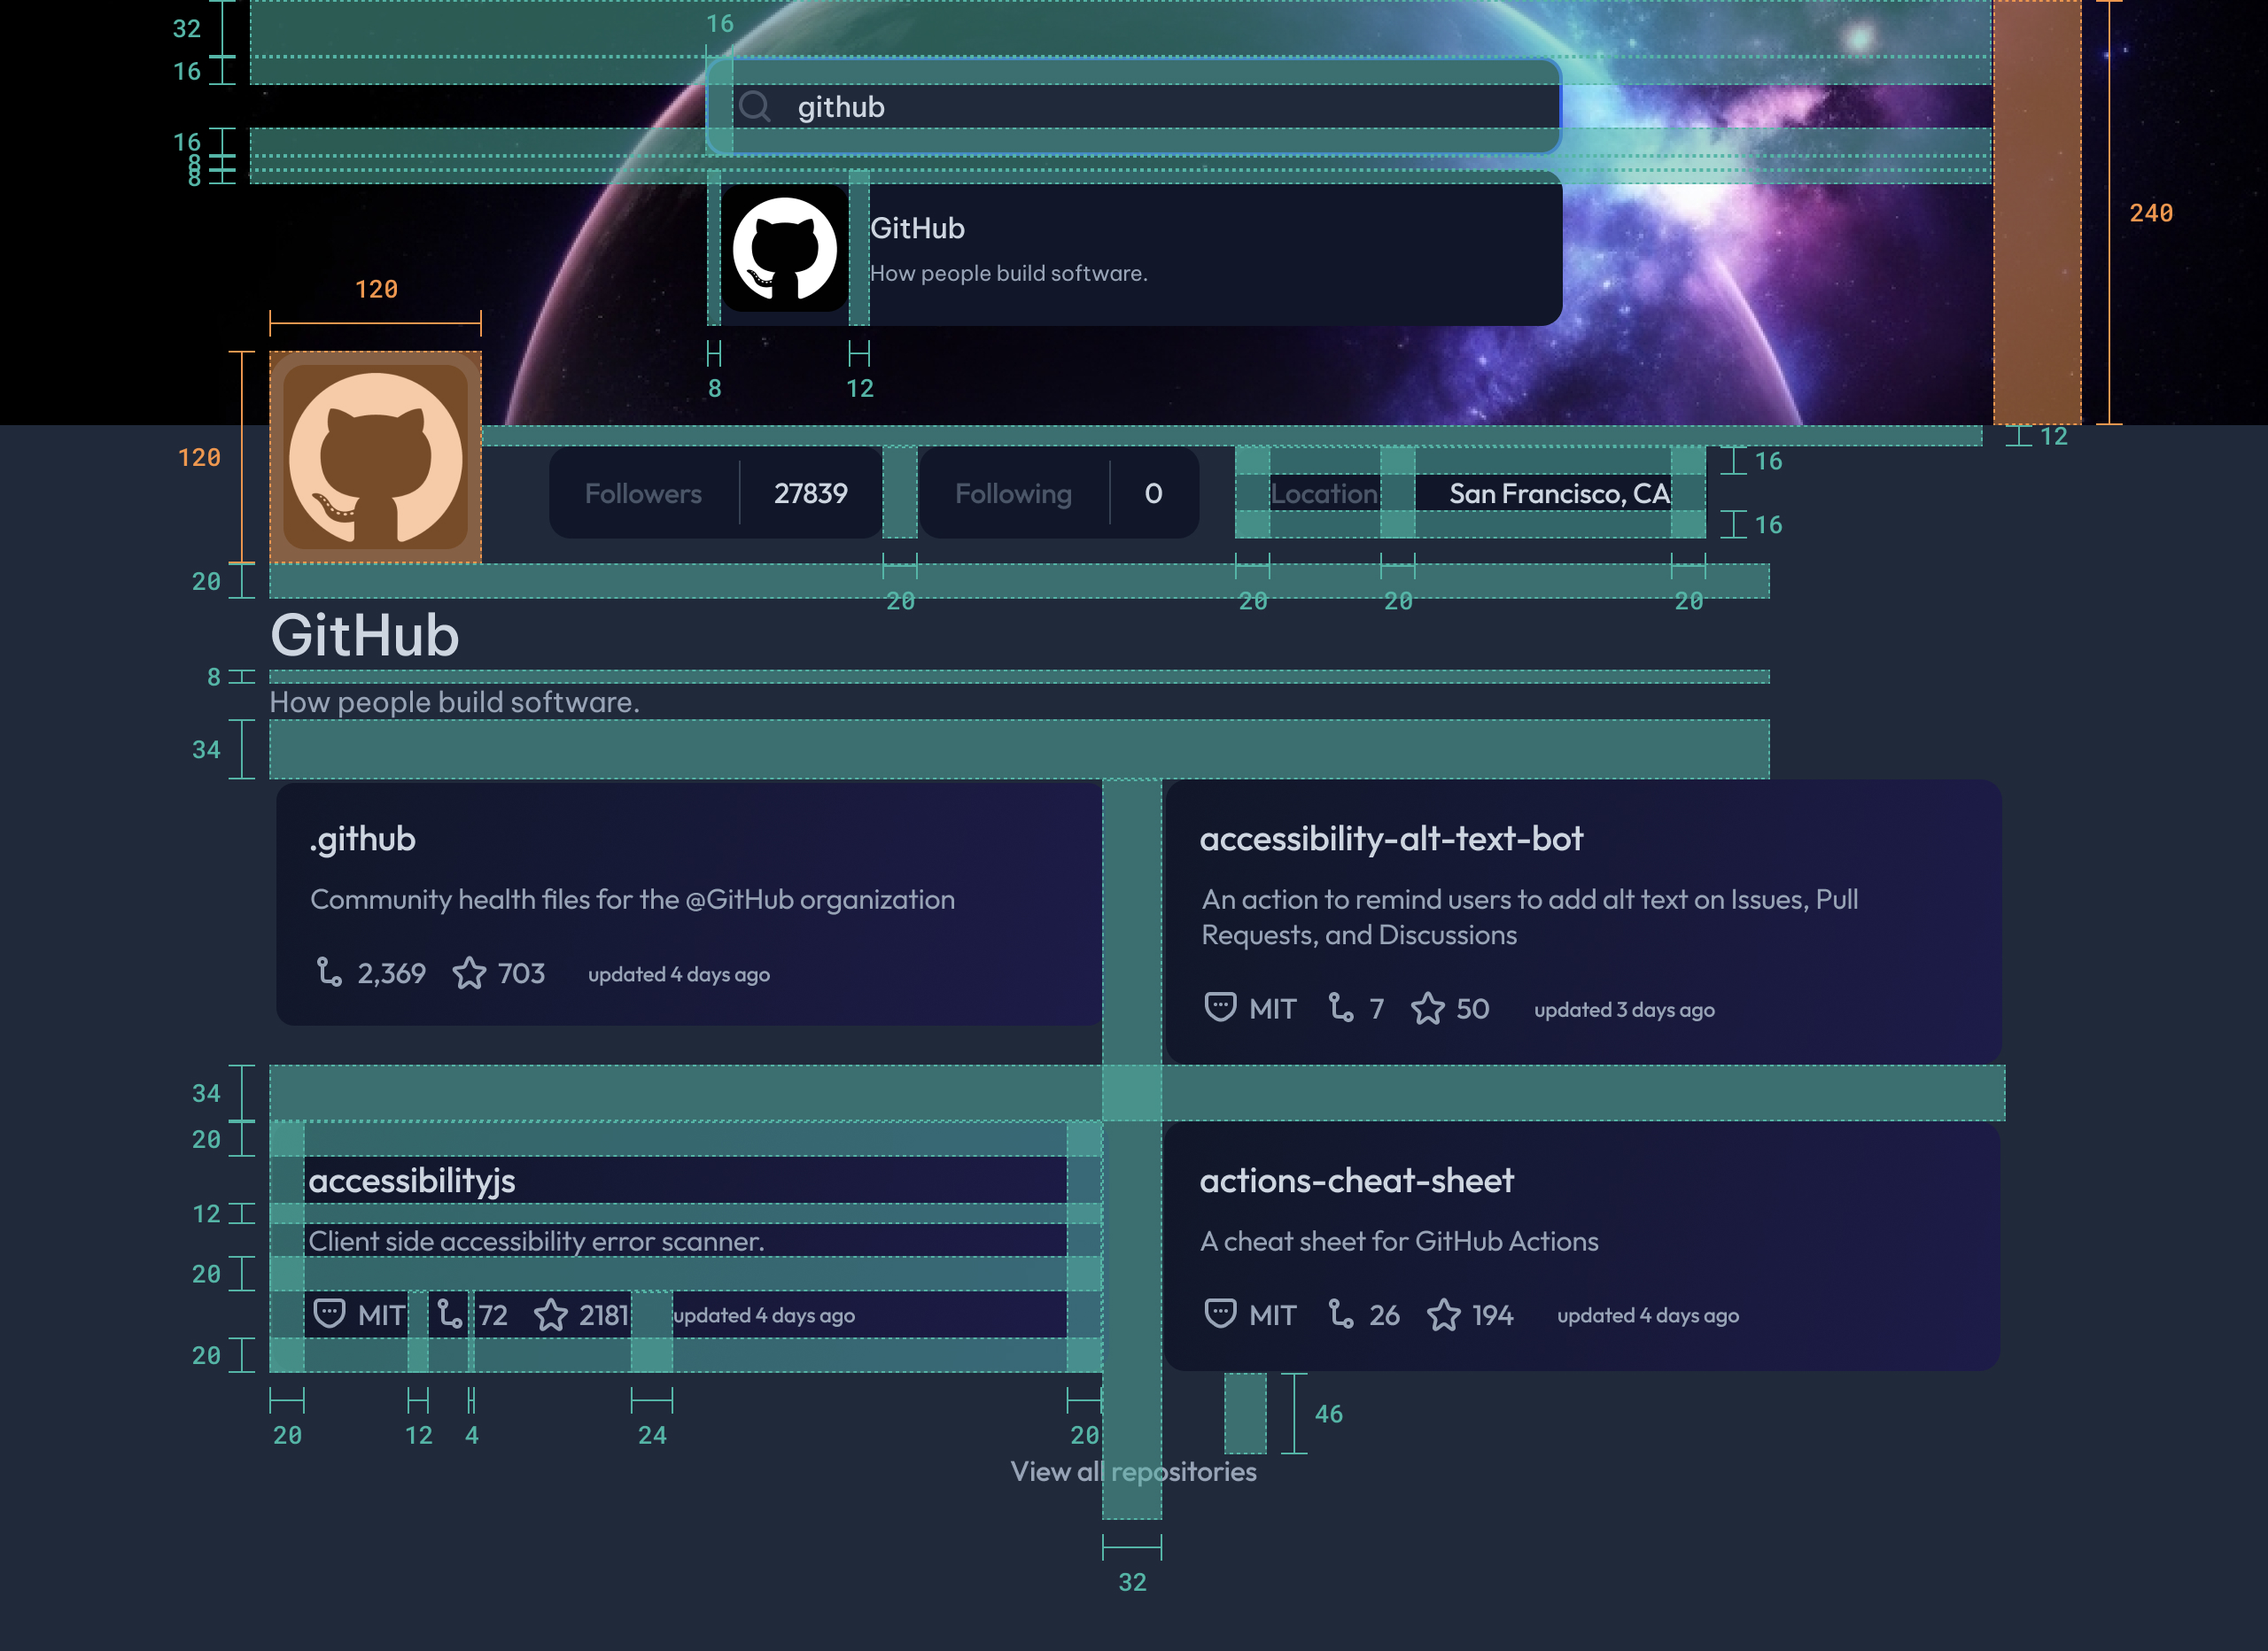 32
16
16
github
16
8
8
GitHub
How people build software.
240
120
8
12
120
12
Followers
27839
Following
0
Location
San Francisco, CA
16
16
20
20
20
20
20
GitHub
8
How people build software.
34
.github
Community health files for the @GitHub organization
2,369
703
updated 4 days ago
accessibility-alt-text-bot
An action to remind users to add alt text on Issues, Pull
Requests, and Discussions
MIT
7
50
updated 3 days ago
34
20
accessibilityjs
12
Client side accessibility error scanner.
20
MIT
72
2181
updated 4 days ago
20
actions-cheat-sheet
A cheat sheet for GitHub Actions
MIT
26
194
updated 4 days ago
20
12
4
24
20
46
View all repositories
32